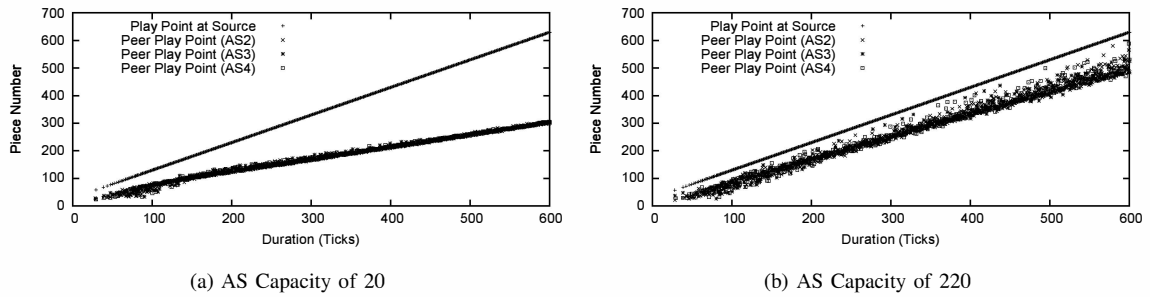 700
600
500
400
300
200
100
0
Piece Number
Play Point at Source
Peer Play Point (AS2)
Peer Play Point (AS3)
Peer Play Point (AS4)
0 100 200 300 400 500 600
Duration (Ticks)
(a) AS Capacity of 20
700
600
500
400
300
200
100
0
Piece Number
Play Point at Source
Peer Play Point (AS2)
Peer Play Point (AS3)
Peer Play Point (AS4)
0 100 200 300 400 500 600
Duration (Ticks)
(b) AS Capacity of 220